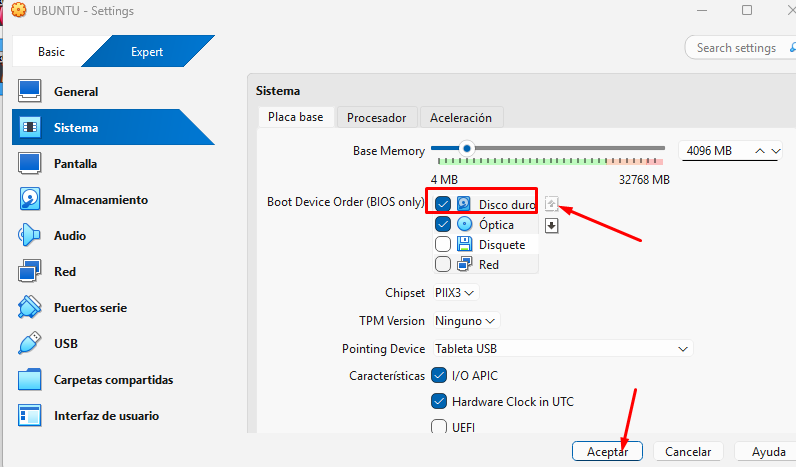 UBUNTU - Settings
Basic
Expert
Search settings
General
Sistema
Pantalla
Almacenamiento
Audio
Red
Puertos serie
USB
Carpetas compartidas
Interfaz de usuario
Sistema
Placa base
Procesador
Aceleración
Base Memory
4096 MB
4 MB
32768 MB
Boot Device Order (BIOS only)
Disco duro
Óptica
Disquete
Red
Chipset
PIIX3
TPM Version
Ninguno
Pointing Device
Tableta USB
Características
I/O APIC
Hardware Clock in UTC
UEFI
Aceptar
Cancelar
Ayuda